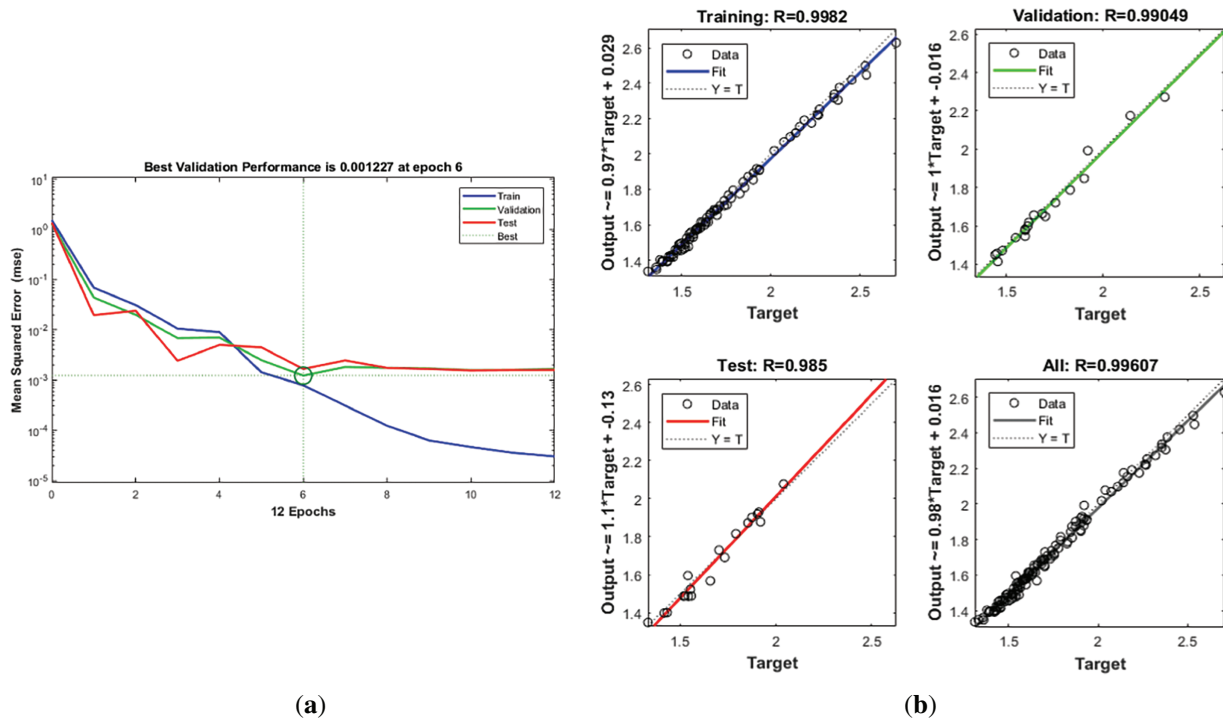 Best Validation Performance is 0.001227 at epoch 6
Mean Squared Error (mse)
10^1
10^0
10^-1
10^-2
10^-3
10^-4
10^-5
Train
Validation
Test
Best
0 2 4 6 8 10 12
12 Epochs
(a)
Training: R=0.9982
Output ~= 0.97*Target + 0.029
2.6
2.4
2.2
2
1.8
1.6
1.4
Data
Fit
Y = T
1.5 2 2.5
Target
Validation: R=0.99049
Output ~= 1*Target + -0.016
2.6
2.4
2.2
2
1.8
1.6
1.4
Data
Fit
Y = T
1.5 2 2.5
Target
Test: R=0.985
Output ~= 1.1*Target + -0.13
2.6
2.4
2.2
2
1.8
1.6
1.4
Data
Fit
Y = T
1.5 2 2.5
Target
All: R=0.99607
Output ~= 0.98*Target + 0.016
2.6
2.4
2.2
2
1.8
1.6
1.4
Data
Fit
Y = T
1.5 2 2.5
Target
(b)